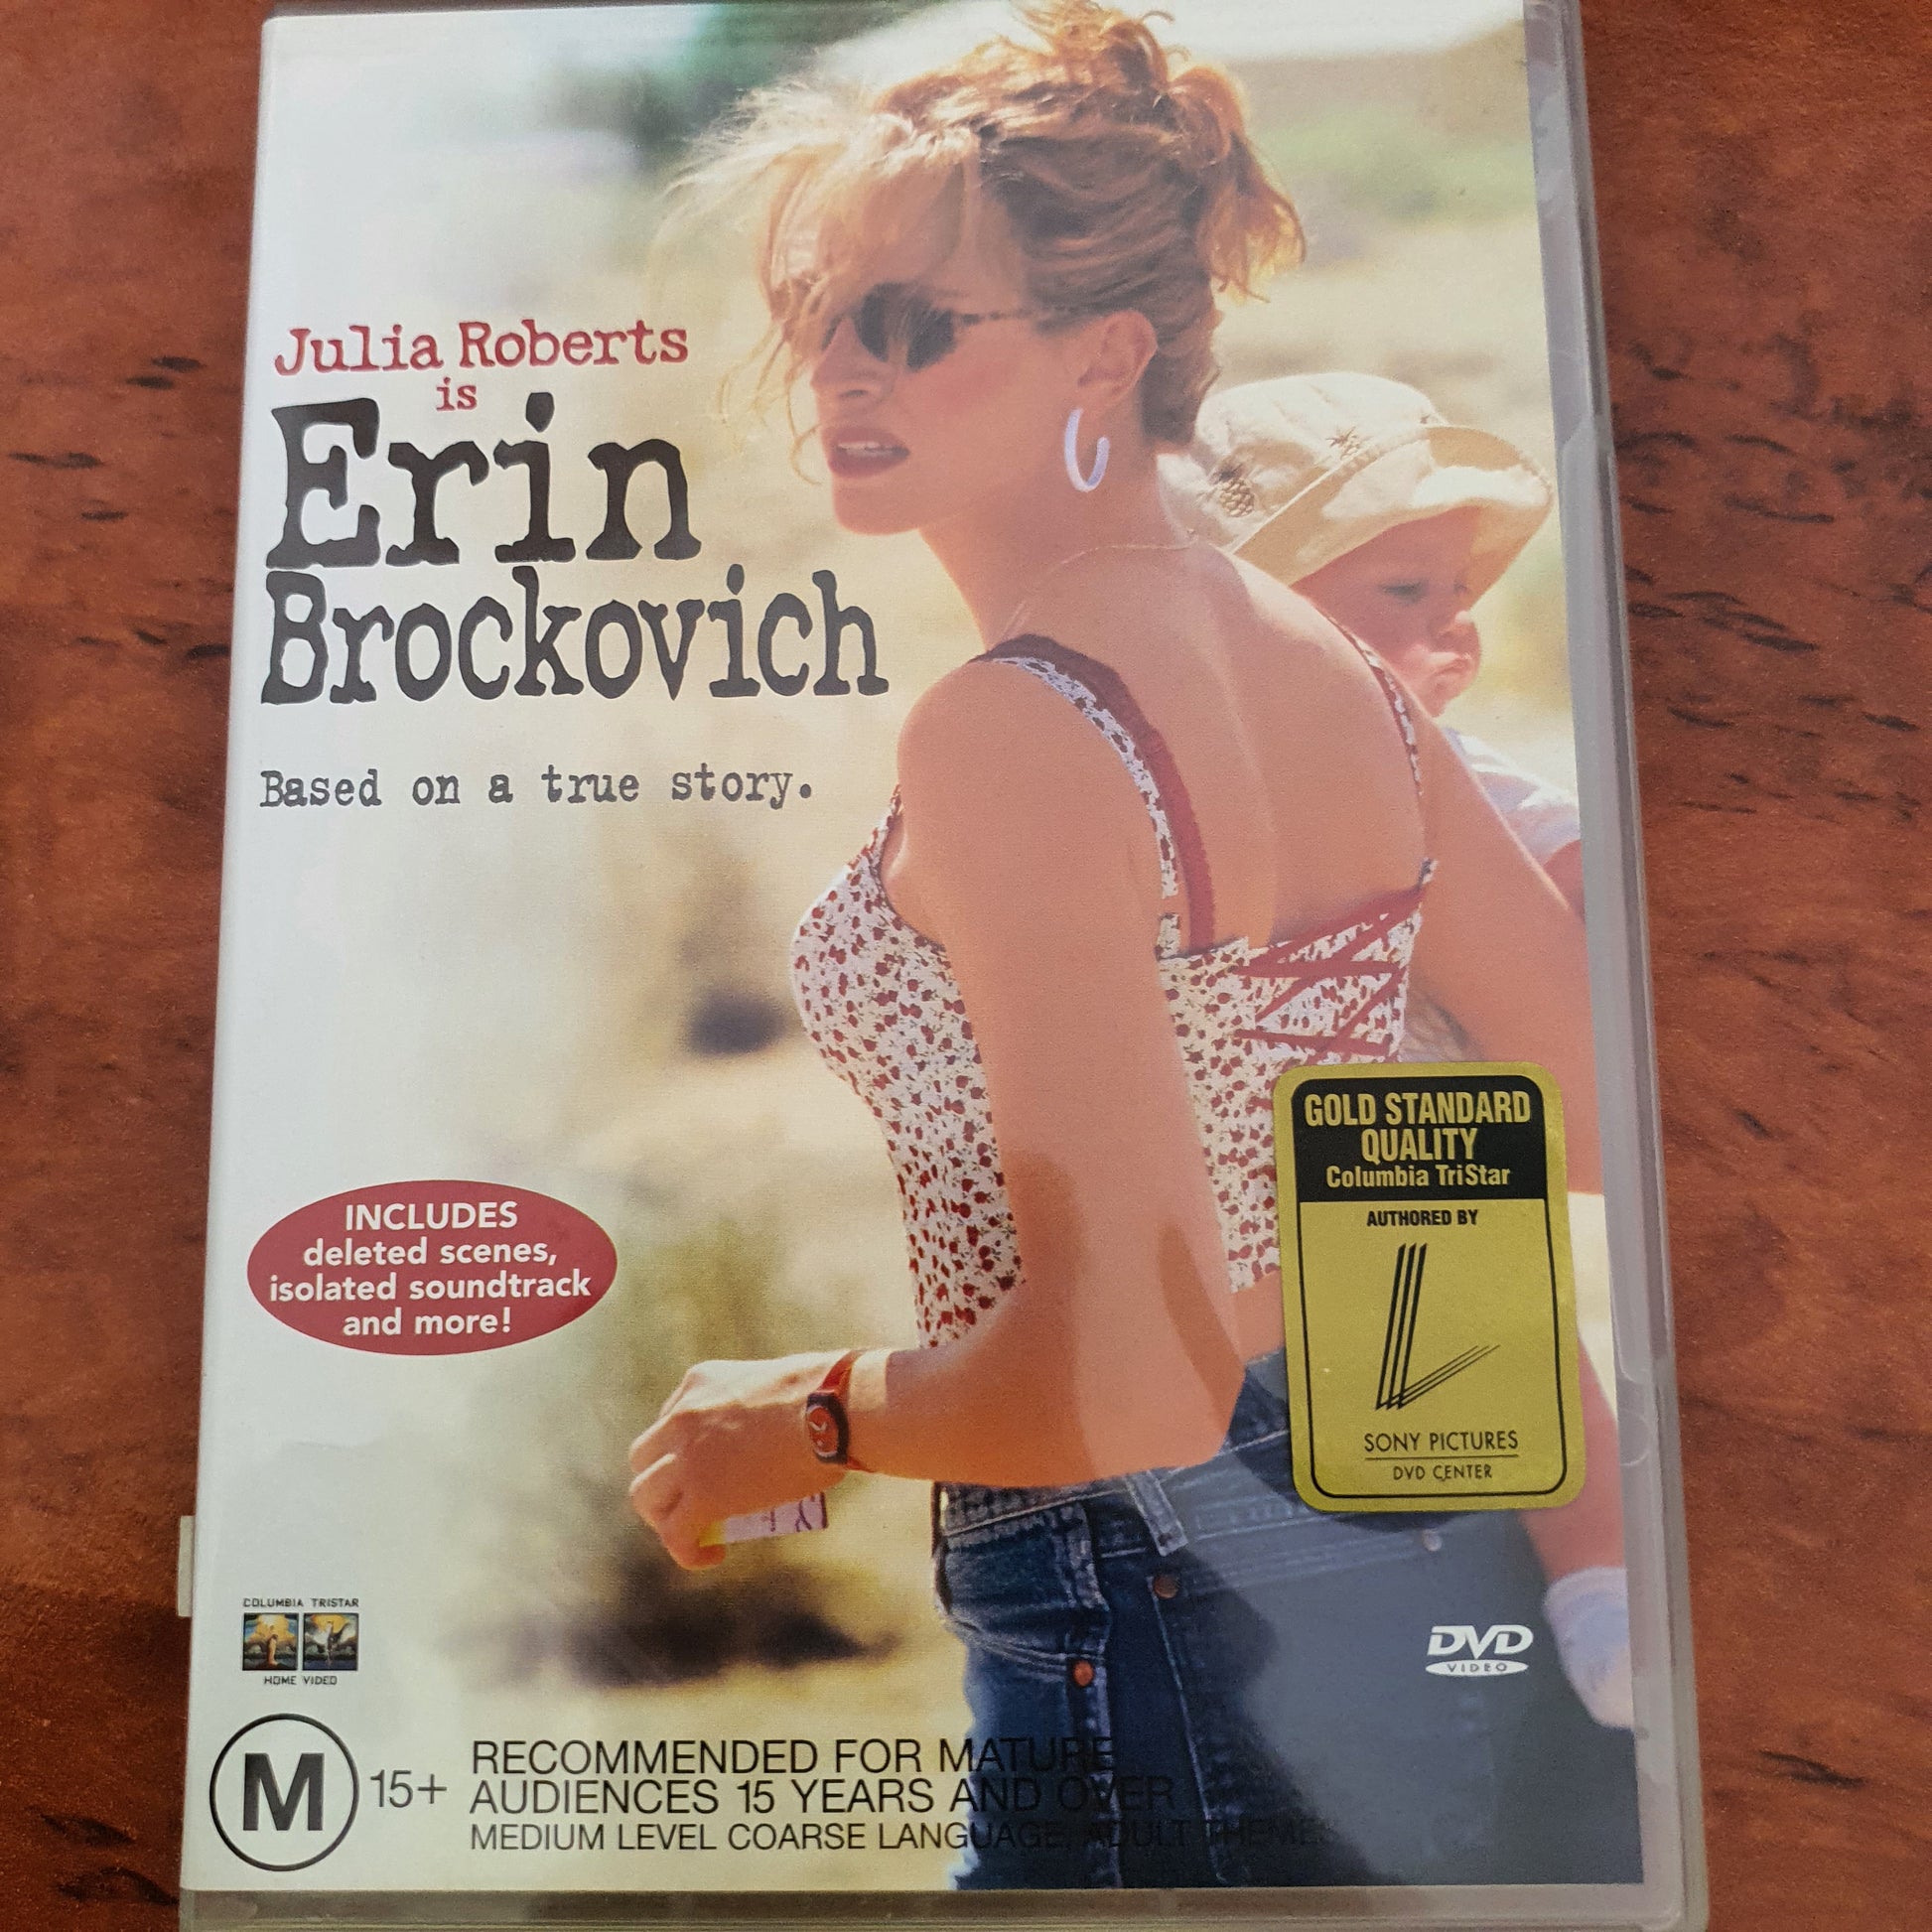 Julia Roberts
is
Erin
Brockovich
Based on a true story.
INCLUDES
deleted scenes,
isolated soundtrack
and more!
GOLD STANDARD
QUALITY
Columbia TriStar
AUTHORED BY
SONY PICTURES
DVD CENTER
COLUMBIA TRISTAR
HOME VIDEO
DVD
VIDEO
M 15+
RECOMMENDED FOR MATURE
AUDIENCES 15 YEARS AND OVER
MEDIUM LEVEL COARSE LANGUAGE, ADULT THEMES